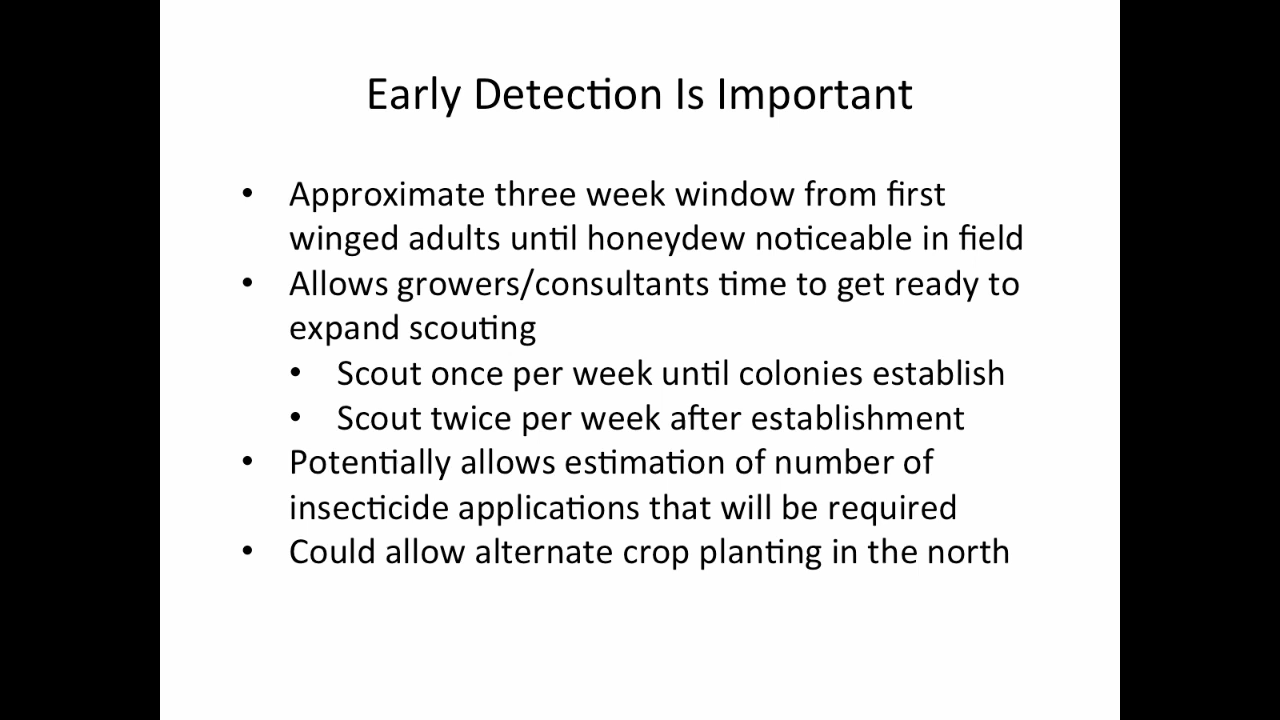 Early Detection Is Important
• Approximate three week window from first
winged adults until honeydew noticeable in field
• Allows growers/consultants time to get ready to
expand scouting
• Scout once per week until colonies establish
• Scout twice per week after establishment
• Potentially allows estimation of number of
insecticide applications that will be required
• Could allow alternate crop planting in the north